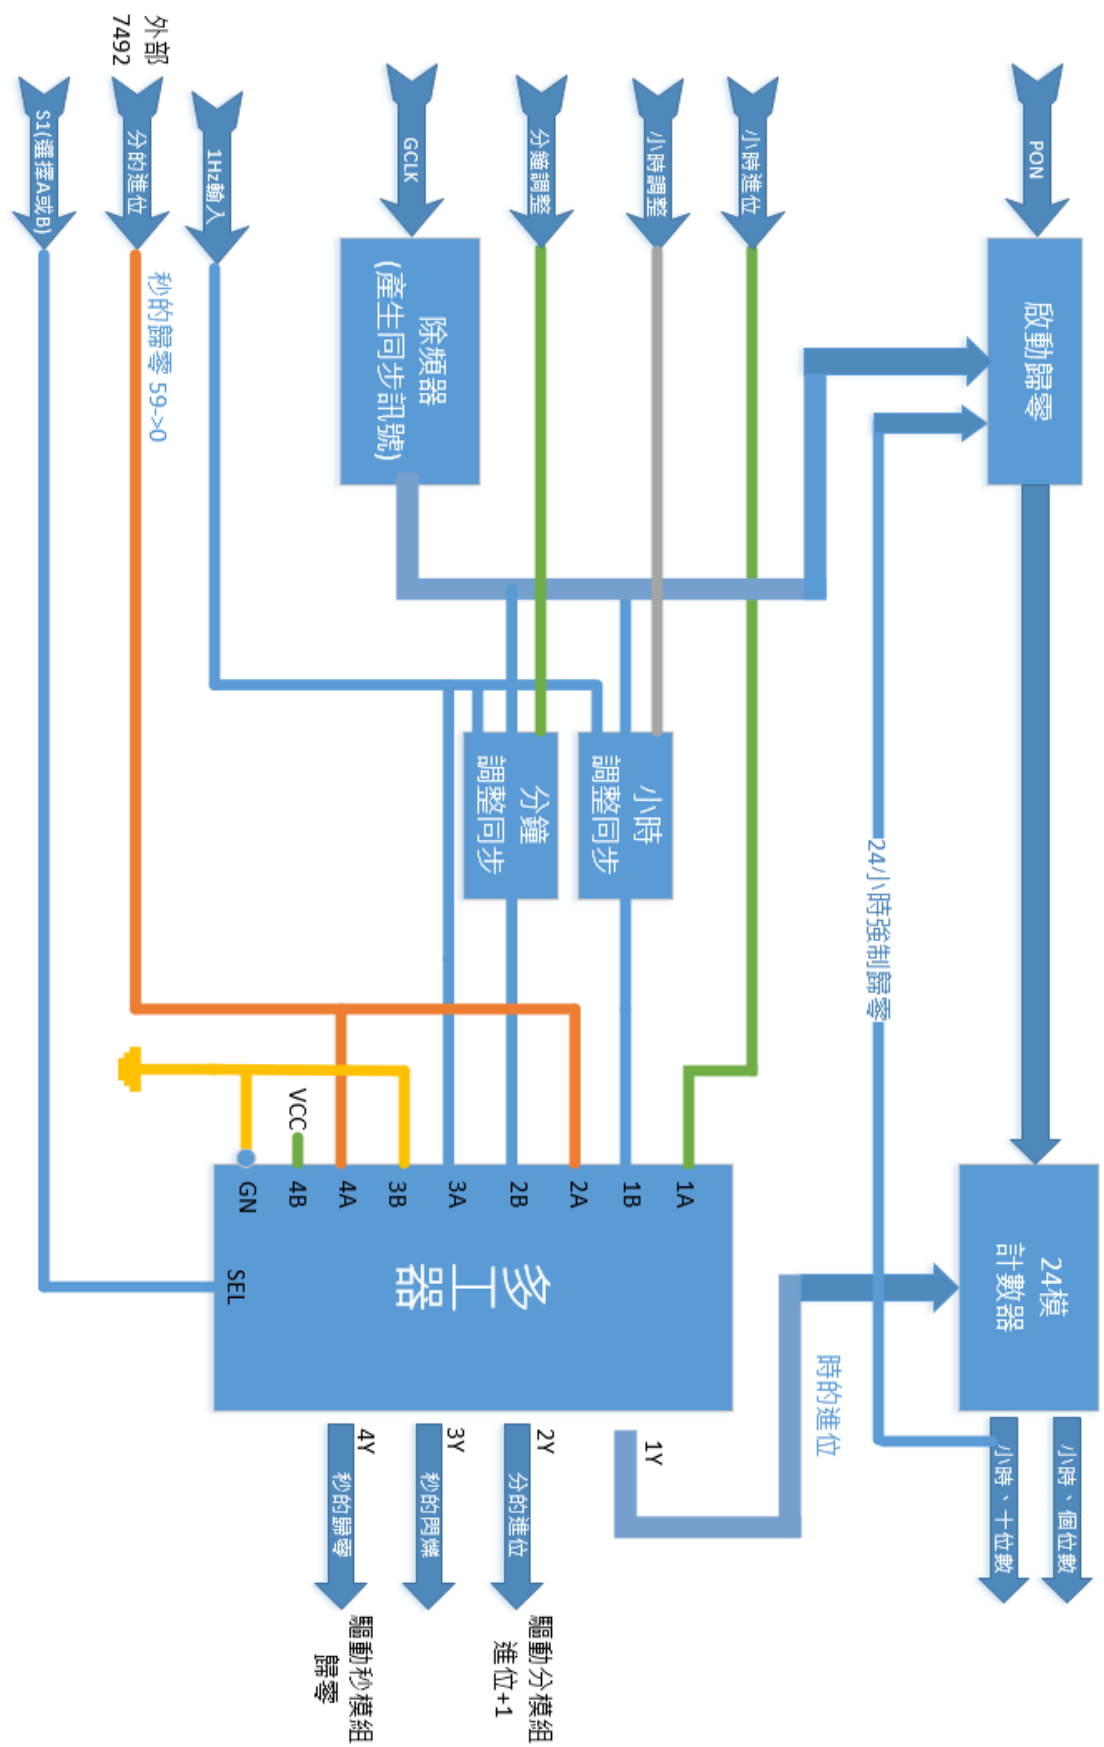 PON
啟動歸零
24模
計數器
小時、個位數
小時、十位數
24小時強制歸零
時的進位
小時進位
小時調整
分鐘調整
GCLK
除頻器
(產生同步訊號)
小時
調整同步
分鐘
調整同步
1Hz輸入
外部
7492
分的進位
秒的歸零 59->0
S1(選擇A或B)
VCC
1A
1B
2A
2B
3A
3B
4A
4B
GN
SEL
多工器
1Y
2Y
分的進位
驅動分模組
進位+1
3Y
秒的閃爍
4Y
秒的歸零
驅動秒模組
歸零